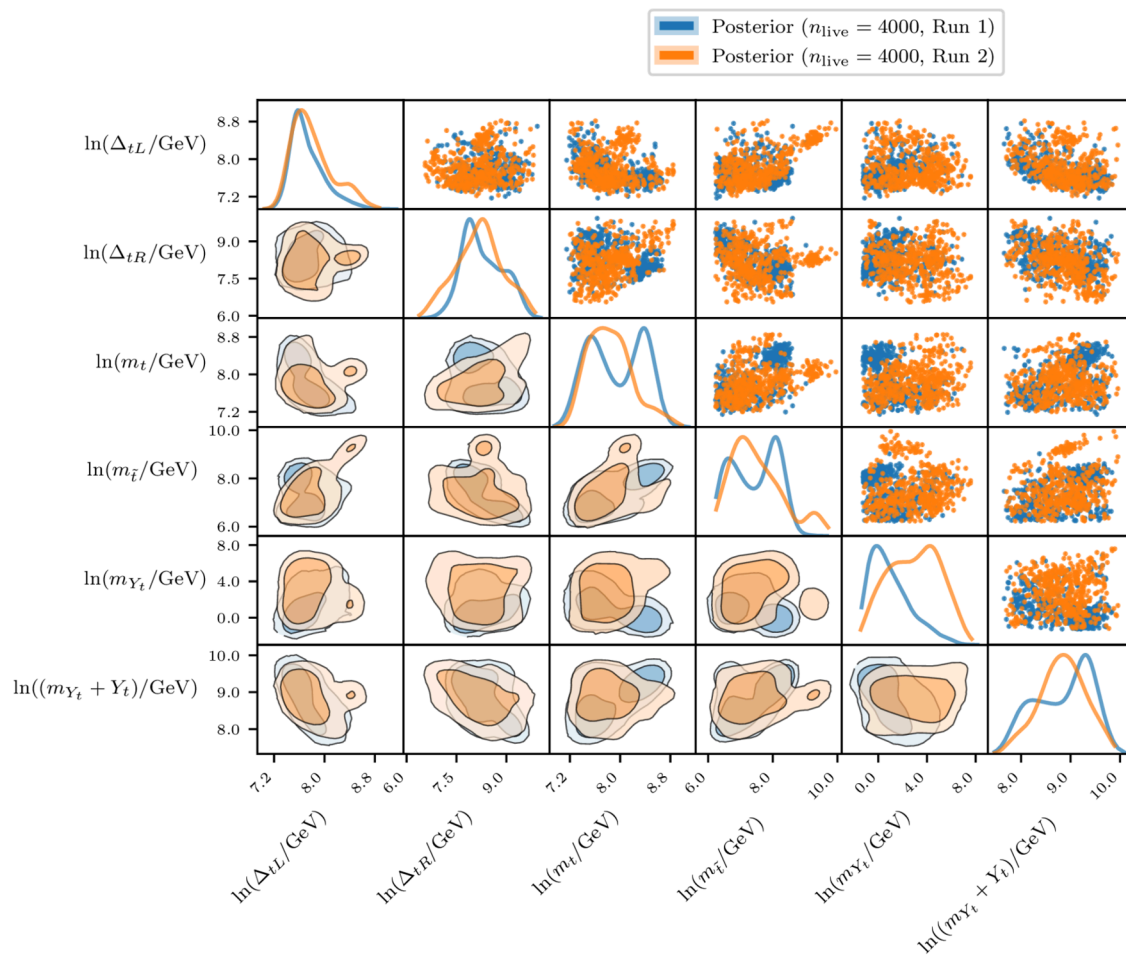 Posterior (n_live = 4000, Run 1)
Posterior (n_live = 4000, Run 2)
ln(Δ_tL/GeV)
8.8
8.0
7.2
ln(Δ_tR/GeV)
9.0
7.5
6.0
ln(m_t/GeV)
8.8
8.0
7.2
ln(m_t̃/GeV)
10.0
8.0
6.0
ln(m_Y_t/GeV)
8.0
4.0
0.0
ln((m_Y_t + Y_t)/GeV)
10.0
9.0
8.0
7.2 8.0 8.8 6.0 7.5 9.0 7.2 8.0 8.8 6.0 8.0 10.0 0.0 4.0 8.0 8.0 9.0 10.0
ln(Δ_tL/GeV) ln(Δ_tR/GeV) ln(m_t/GeV) ln(m_t̃/GeV) ln(m_Y_t/GeV) ln((m_Y_t + Y_t)/GeV)